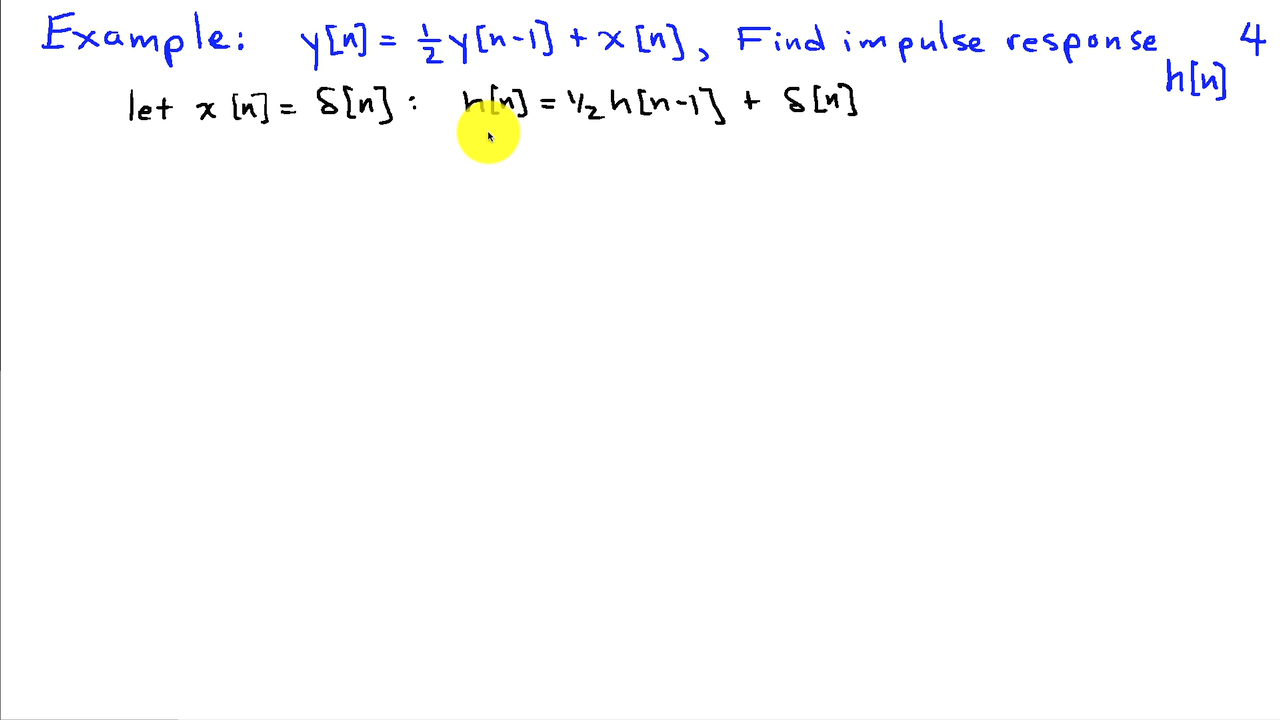 Example: y[n] = 1/2 y[n-1] + x[n], Find impulse response h[n] 4
let x[n] = δ[n] : h[n] = 1/2 h[n-1] + δ[n]